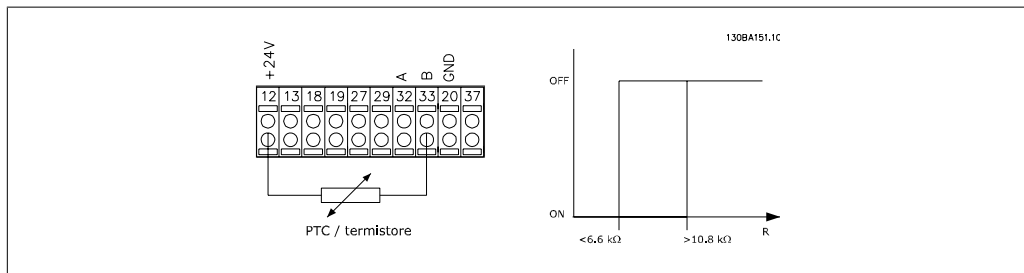 130BA151.10
+24V
A
B
GND
12 13 18 19 27 29 32 33 20 37
PTC / termistore
OFF
ON
<6.6 kΩ
>10.8 kΩ
R